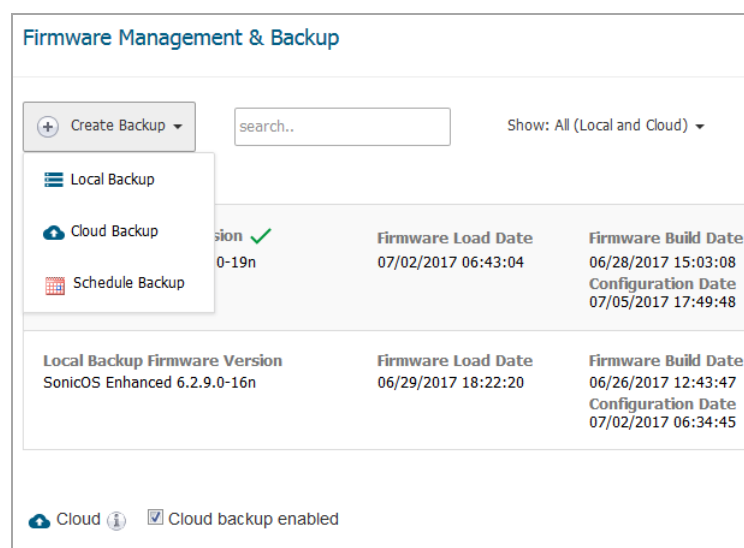 Firmware Management & Backup
Create Backup
search..
Show: All (Local and Cloud)
Local Backup
Cloud Backup
Schedule Backup
sion
Firmware Load Date
Firmware Build Date
0-19n
07/02/2017 06:43:04
06/28/2017 15:03:08
Configuration Date
07/05/2017 17:49:48
Local Backup Firmware Version
Firmware Load Date
Firmware Build Date
SonicOS Enhanced 6.2.9.0-16n
06/29/2017 18:22:20
06/26/2017 12:43:47
Configuration Date
07/02/2017 06:34:45
Cloud
Cloud backup enabled